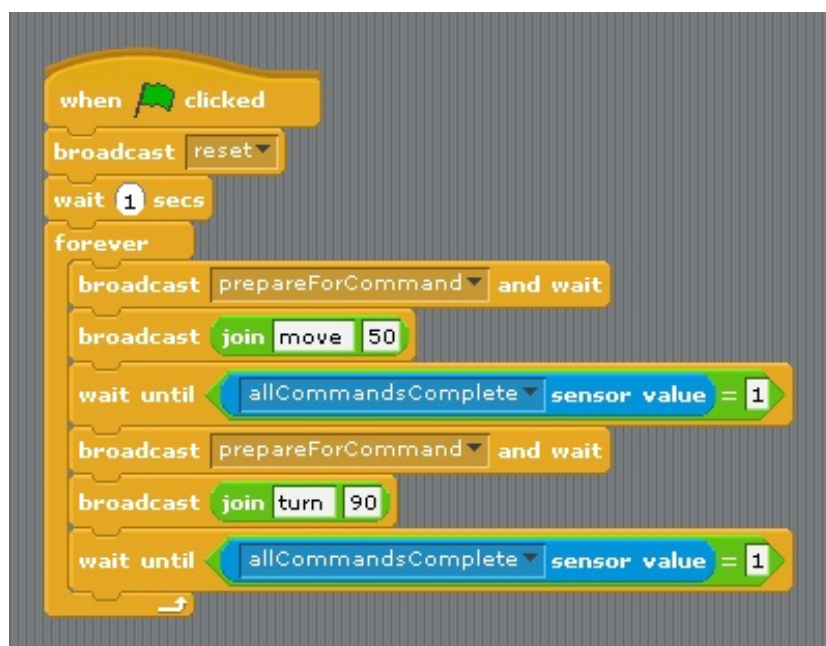 when clicked
broadcast reset
wait 1 secs
forever
broadcast prepareForCommand and wait
broadcast join move 50
wait until allCommandsComplete sensor value = 1
broadcast prepareForCommand and wait
broadcast join turn 90
wait until allCommandsComplete sensor value = 1